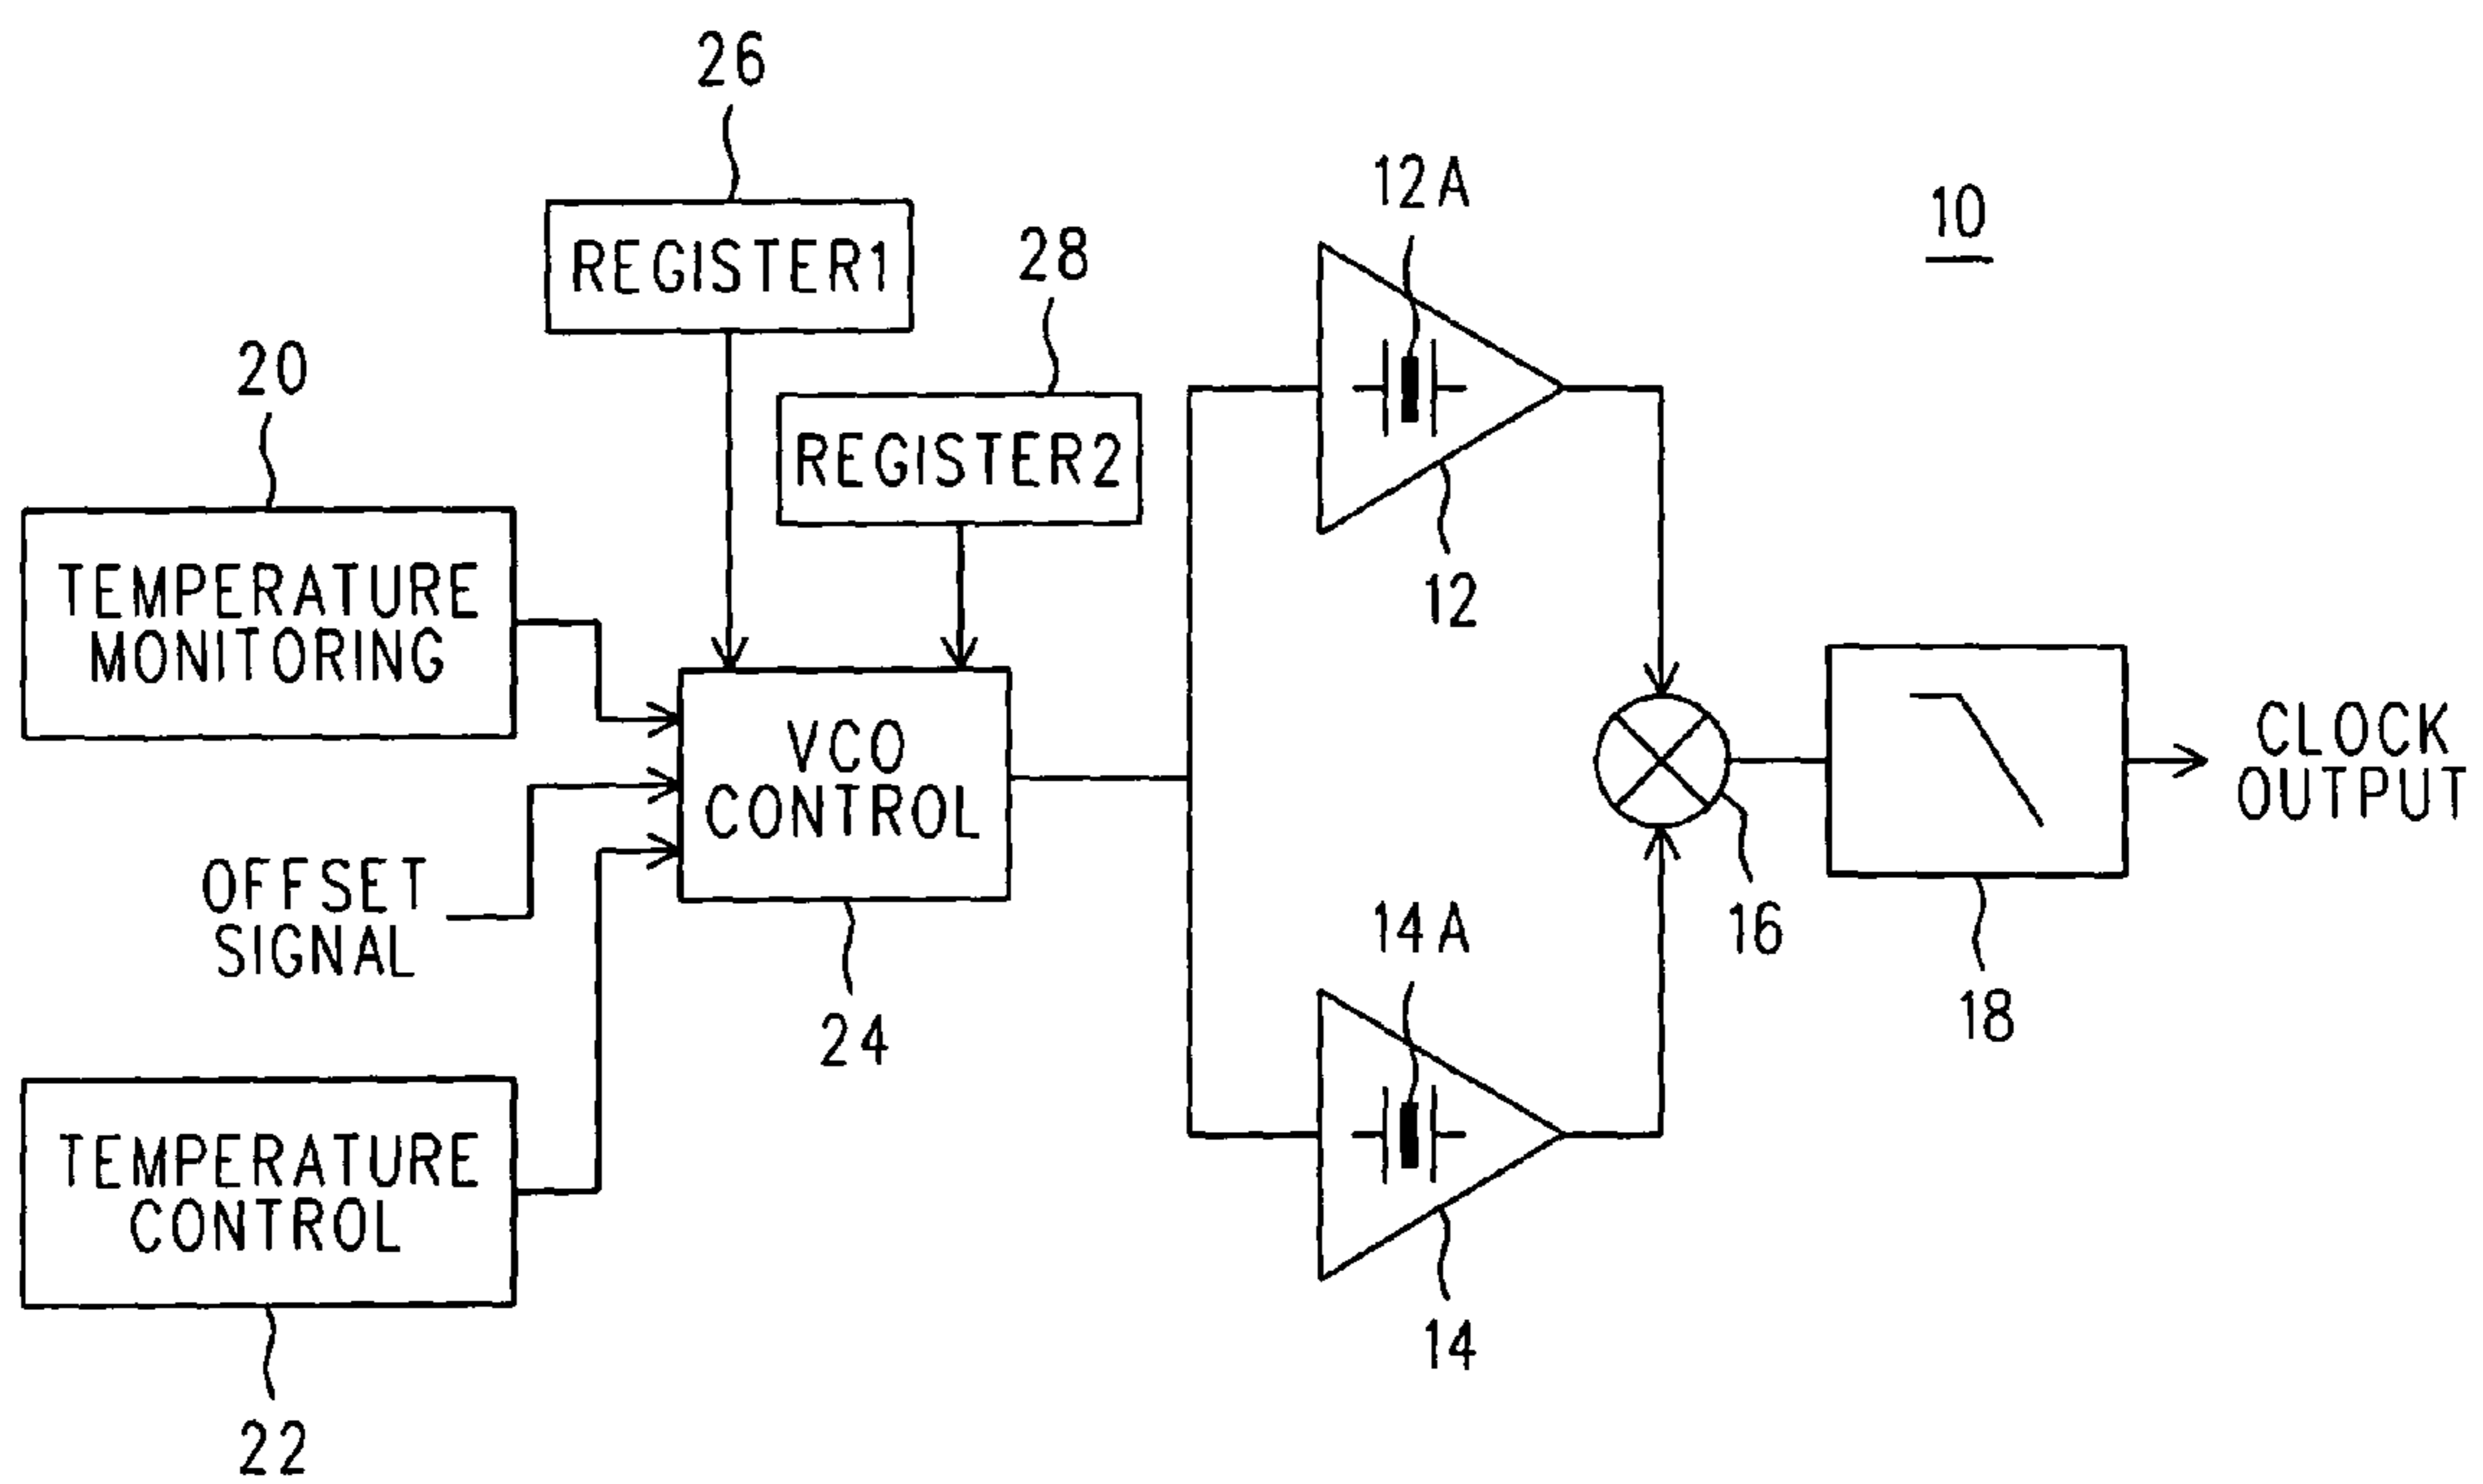 26
12A
10
REGISTER1
28
20
REGISTER2
12
TEMPERATURE
MONITORING
VCO
CONTROL
CLOCK
OUTPUT
OFFSET
SIGNAL
14A
16
18
24
TEMPERATURE
CONTROL
14
22